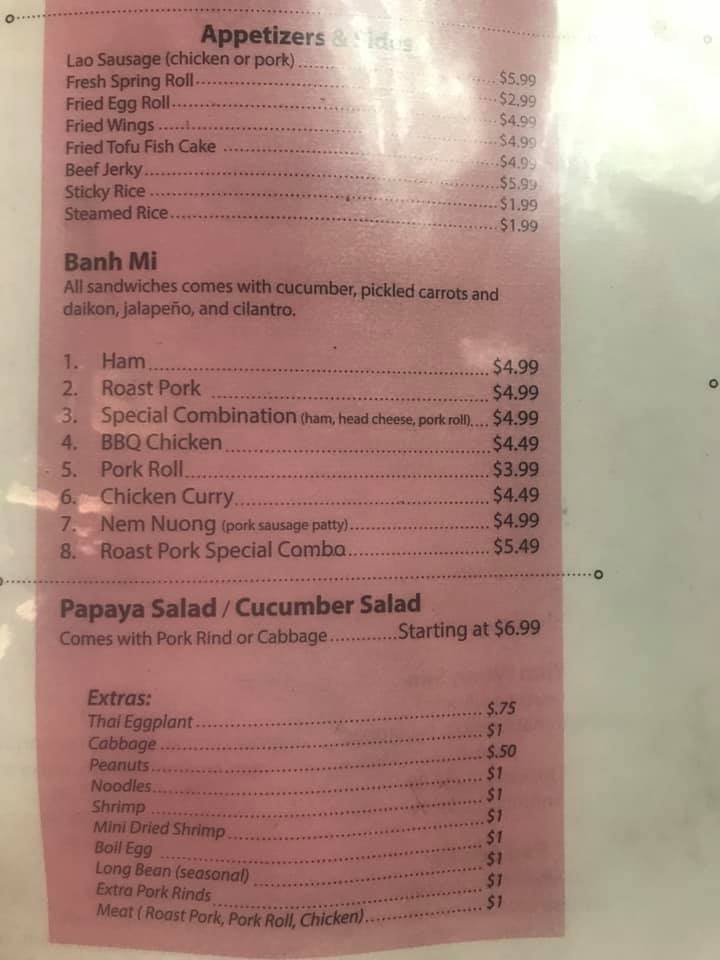 Appetizers & Sides
Lao Sausage (chicken or pork) ..... $5.99
Fresh Spring Roll ..... $2.99
Fried Egg Roll ..... $4.99
Fried Wings ..... $4.99
Fried Tofu Fish Cake ..... $4.99
Beef Jerky ..... $5.99
Sticky Rice ..... $1.99
Steamed Rice ..... $1.99
Banh Mi
All sandwiches comes with cucumber, pickled carrots and
daikon, jalapeño, and cilantro.
1. Ham ..... $4.99
2. Roast Pork ..... $4.99
3. Special Combination (ham, head cheese, pork roll) ..... $4.99
4. BBQ Chicken ..... $4.49
5. Pork Roll ..... $3.99
6. Chicken Curry ..... $4.49
7. Nem Nuong (pork sausage patty) ..... $4.99
8. Roast Pork Special Combo ..... $5.49
Papaya Salad / Cucumber Salad
Comes with Pork Rind or Cabbage ..... Starting at $6.99
Extras:
Thai Eggplant ..... $.75
Cabbage ..... $1
Peanuts ..... $.50
Noodles ..... $1
Shrimp ..... $1
Mini Dried Shrimp ..... $1
Boil Egg ..... $1
Long Bean (seasonal) ..... $1
Extra Pork Rinds ..... $1
Meat ( Roast Pork, Pork Roll, Chicken) ..... $1